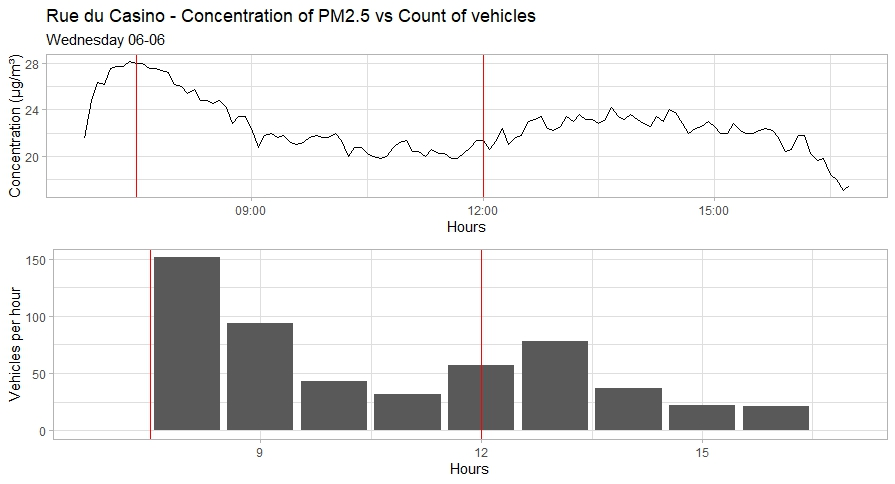 Rue du Casino - Concentration of PM2.5 vs Count of vehicles
Wednesday 06-06
Concentration (µg/m³)
28
24
20
09:00 12:00 15:00
Hours
Vehicles per hour
150
100
50
0
9 12 15
Hours